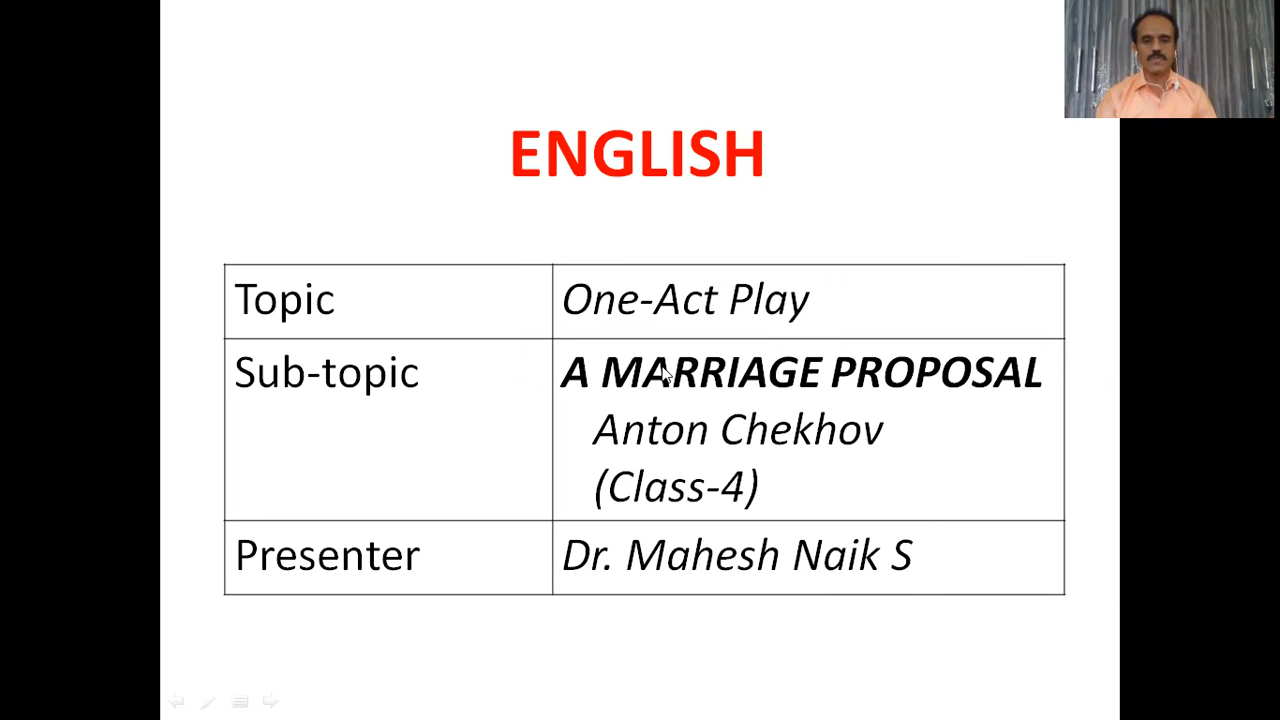 ENGLISH
Topic
One-Act Play
Sub-topic
A MARRIAGE PROPOSAL
Anton Chekhov
(Class-4)
Presenter
Dr. Mahesh Naik S